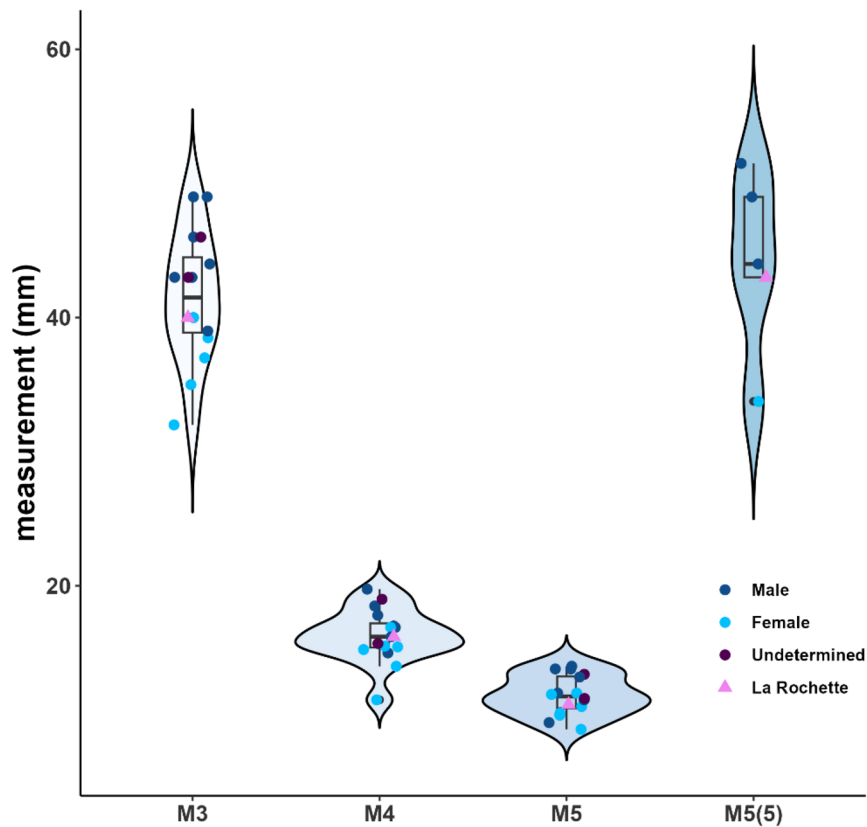 measurement (mm)
60
40
20
Male
Female
Undetermined
La Rochette
M3 M4 M5 M5(5)